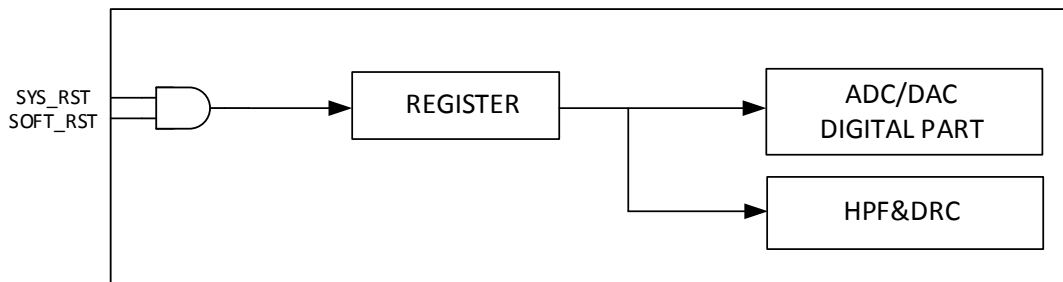 SYS_RST
SOFT_RST
REGISTER
ADC/DAC
DIGITAL PART
HPF&DRC